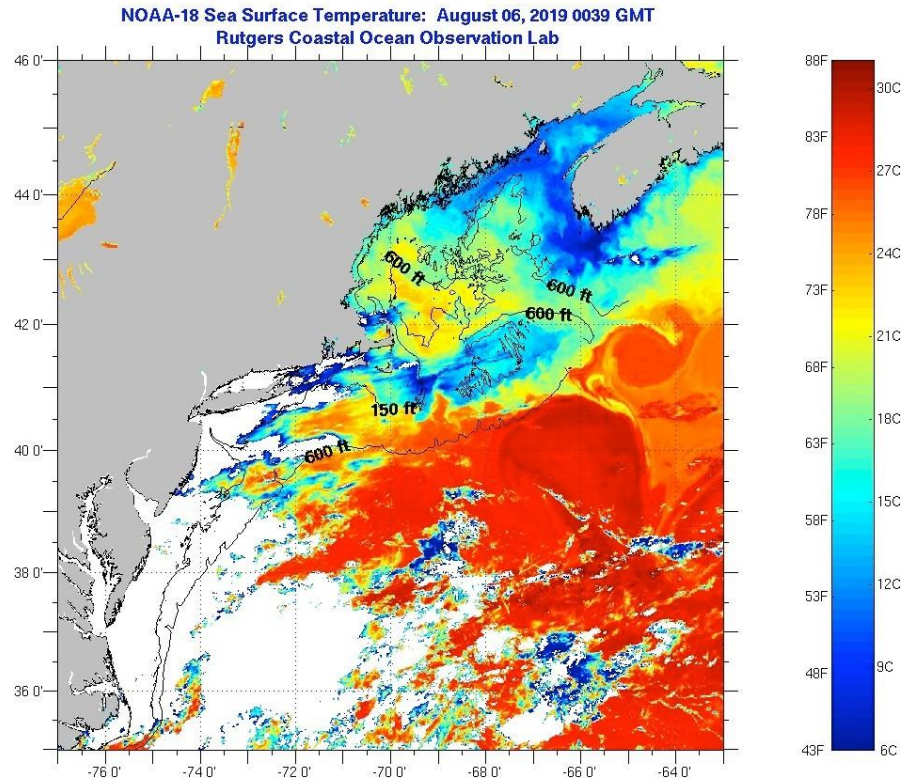 NOAA-18 Sea Surface Temperature: August 06, 2019 0039 GMT
Rutgers Coastal Ocean Observation Lab
46 0'
44 0'
42 0'
40 0'
38 0'
36 0'
-76 0'
-74 0'
-72 0'
-70 0'
-68 0'
-66 0'
-64 0'
600 ft
600 ft
600 ft
150 ft
600 ft
88F
83F
78F
73F
68F
63F
58F
53F
48F
43F
30C
27C
24C
21C
18C
15C
12C
9C
6C